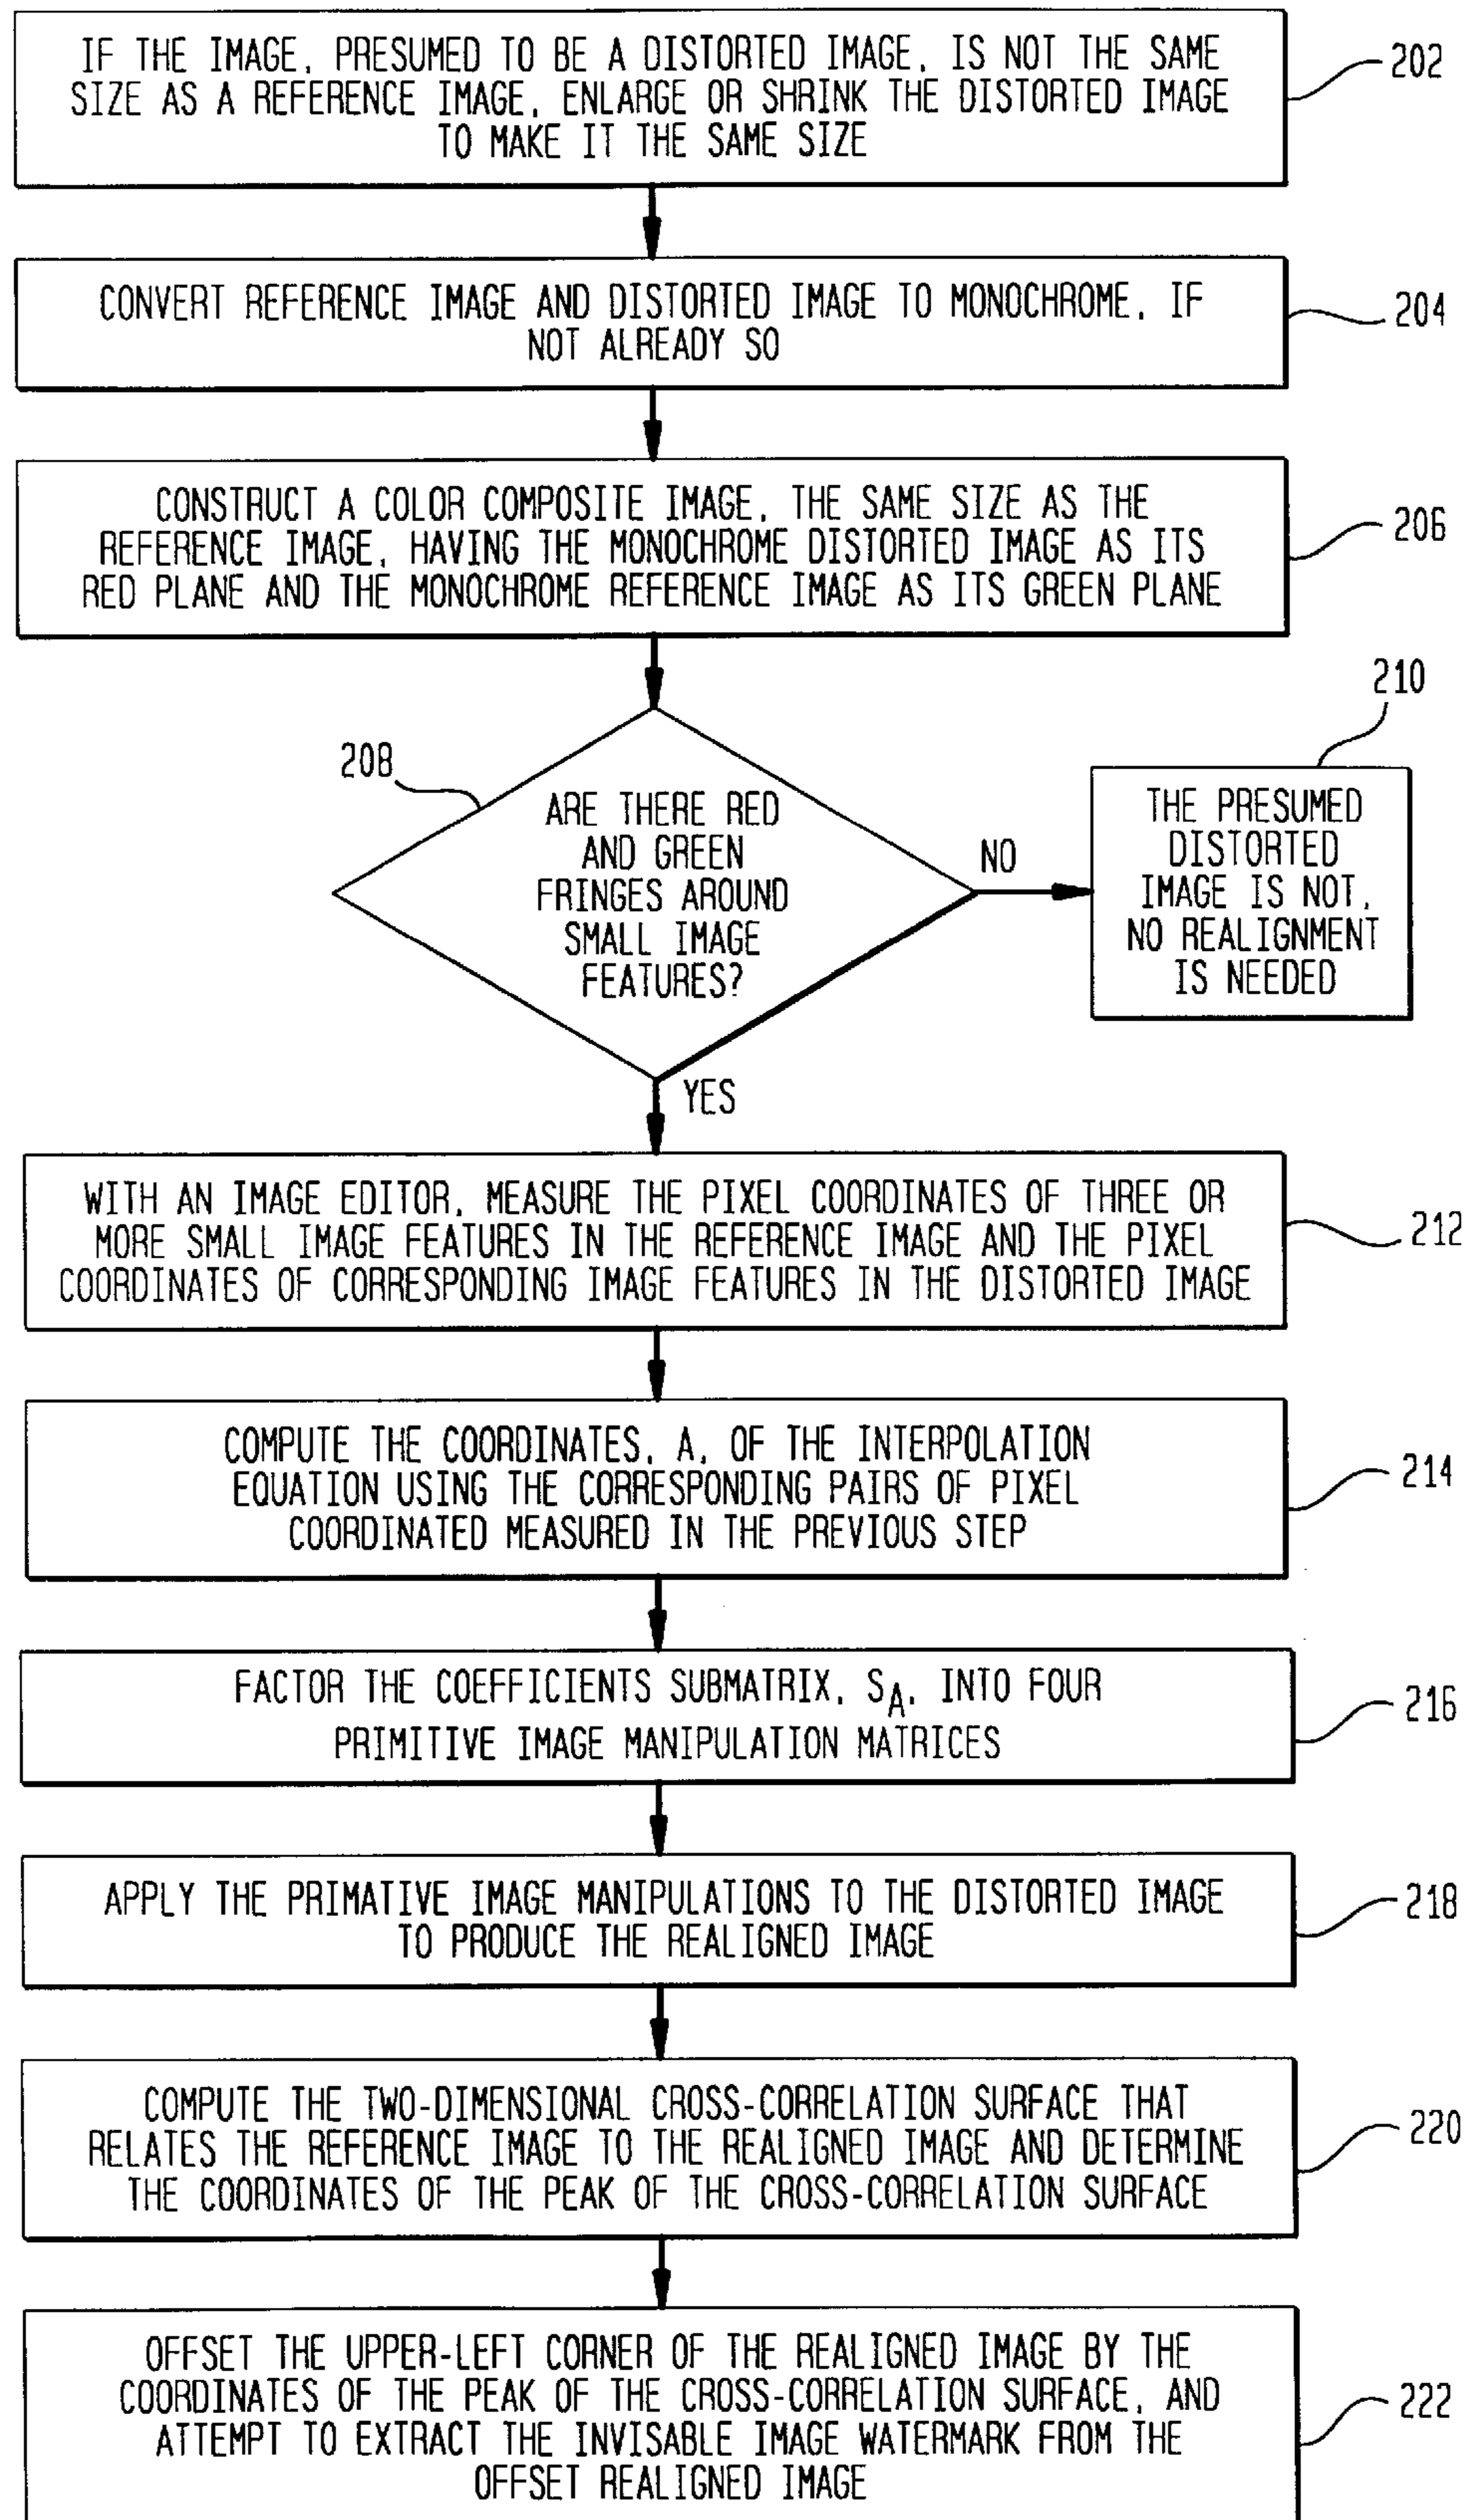 IF THE IMAGE, PRESUMED TO BE A DISTORTED IMAGE, IS NOT THE SAME
SIZE AS A REFERENCE IMAGE, ENLARGE OR SHRINK THE DISTORTED IMAGE
TO MAKE IT THE SAME SIZE
202
CONVERT REFERENCE IMAGE AND DISTORTED IMAGE TO MONOCHROME, IF
NOT ALREADY SO
204
CONSTRUCT A COLOR COMPOSITE IMAGE, THE SAME SIZE AS THE
REFERENCE IMAGE, HAVING THE MONOCHROME DISTORTED IMAGE AS ITS
RED PLANE AND THE MONOCHROME REFERENCE IMAGE AS ITS GREEN PLANE
206
208
ARE THERE RED
AND GREEN
FRINGES AROUND
SMALL IMAGE
FEATURES?
NO
210
THE PRESUMED
DISTORTED
IMAGE IS NOT,
NO REALIGNMENT
IS NEEDED
YES
WITH AN IMAGE EDITOR, MEASURE THE PIXEL COORDINATES OF THREE OR
MORE SMALL IMAGE FEATURES IN THE REFERENCE IMAGE AND THE PIXEL
COORDINATES OF CORRESPONDING IMAGE FEATURES IN THE DISTORTED IMAGE
212
COMPUTE THE COORDINATES, A, OF THE INTERPOLATION
EQUATION USING THE CORRESPONDING PAIRS OF PIXEL
COORDINATED MEASURED IN THE PREVIOUS STEP
214
FACTOR THE COEFFICIENTS SUBMATRIX, SA, INTO FOUR
PRIMITIVE IMAGE MANIPULATION MATRICES
216
APPLY THE PRIMATIVE IMAGE MANIPULATIONS TO THE DISTORTED IMAGE
TO PRODUCE THE REALIGNED IMAGE
218
COMPUTE THE TWO-DIMENSIONAL CROSS-CORRELATION SURFACE THAT
RELATES THE REFERENCE IMAGE TO THE REALIGNED IMAGE AND DETERMINE
THE COORDINATES OF THE PEAK OF THE CROSS-CORRELATION SURFACE
220
OFFSET THE UPPER-LEFT CORNER OF THE REALIGNED IMAGE BY THE
COORDINATES OF THE PEAK OF THE CROSS-CORRELATION SURFACE, AND
ATTEMPT TO EXTRACT THE INVISABLE IMAGE WATERMARK FROM THE
OFFSET REALIGNED IMAGE
222